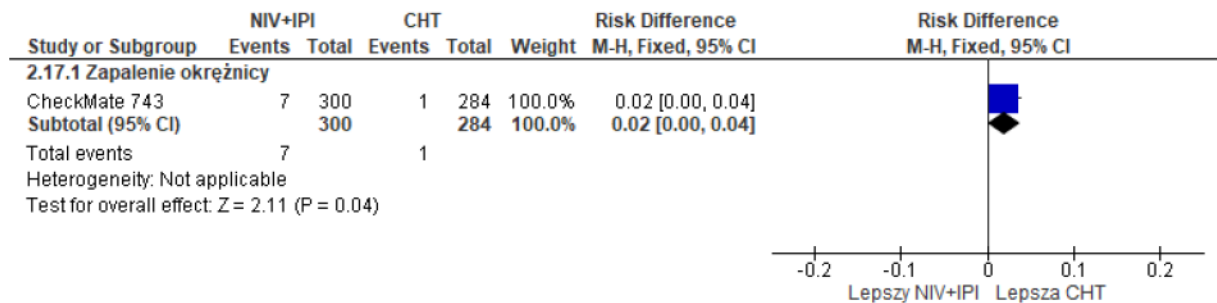 NIV+IPI CHT Risk Difference Risk Difference
Study or Subgroup Events Total Events Total Weight M-H, Fixed, 95% CI M-H, Fixed, 95% CI
2.17.1 Zapalenie okrężnicy
CheckMate 743 7 300 1 284 100.0% 0.02 [0.00, 0.04]
Subtotal (95% CI) 300 284 100.0% 0.02 [0.00, 0.04]
Total events 7 1
Heterogeneity: Not applicable
Test for overall effect: Z = 2.11 (P = 0.04)
-0.2 -0.1 0 0.1 0.2
Lepszy NIV+IPI Lepsza CHT